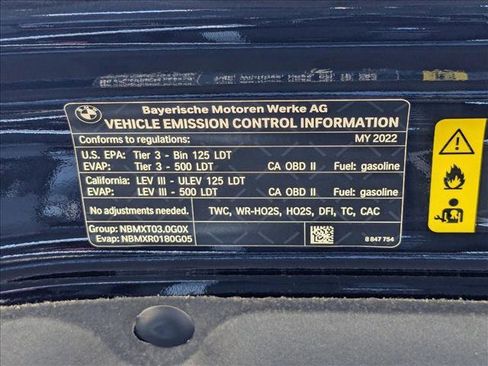 BMW
Bayerische Motoren Werke AG
VEHICLE EMISSION CONTROL INFORMATION
Conforms to regulations: MY 2022
U.S. EPA: Tier 3 - Bin 125 LDT
EVAP: Tier 3 - 500 LDT CA OBD II Fuel: gasoline
California: LEV III - ULEV 125 LDT
EVAP: LEV III - 500 LDT CA OBD II Fuel: gasoline
No adjustments needed. TWC, WR-HO2S, HO2S, DFI, TC, CAC
Group: NBMXT03.0G0X
Evap: NBMXR0180G05 8 847 754